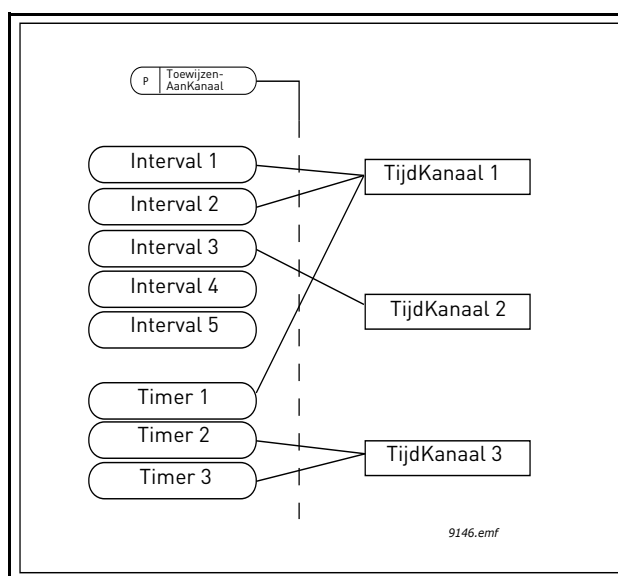 P
Toewijzen-
AanKanaal
Interval 1
Interval 2
Interval 3
Interval 4
Interval 5
Timer 1
Timer 2
Timer 3
TijdKanaal 1
TijdKanaal 2
TijdKanaal 3
9146.emf